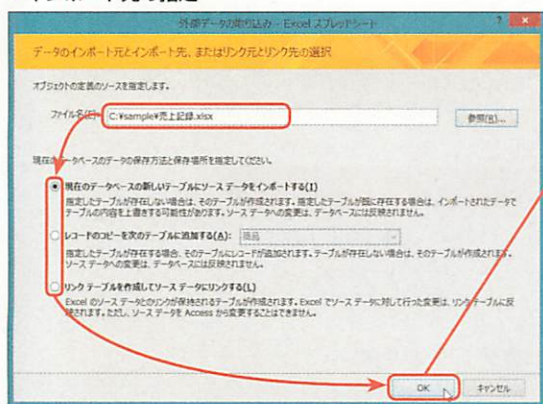 外部データの取り込み - Excel スプレッドシート
データのインポート元とインポート先、またはリンク元とリンク先の選択
オブジェクトの定義のソースを指定します。
ファイル名(F): C:¥sample¥売上記録.xlsx 参照(R)...
現在のデータベースのデータの保存方法と保存場所を指定してください。
現在のデータベースの新しいテーブルにソース データをインポートする(I)
指定したテーブルが存在しない場合は、そのテーブルが作成されます。指定したテーブルが既に存在する場合は、インポートされたデータで
テーブルの内容を上書きする可能性があります。ソース データへの変更は、データベースには反映されません。
レコードのコピーを次のテーブルに追加する(A): 商品
指定したテーブルが存在する場合、そのテーブルにレコードが追加されます。テーブルが存在しない場合は、そのテーブルが作成されます。
ソース データへの変更は、データベースには反映されません。
リンク テーブルを作成してソース データにリンクする(L)
Excel のソース データとのリンクが保持されるテーブルが作成されます。Excel でソース データに対して行った変更は、リンク テーブルに反
映されます。ただし、ソース データを Access から変更することはできません。
OK キャンセル